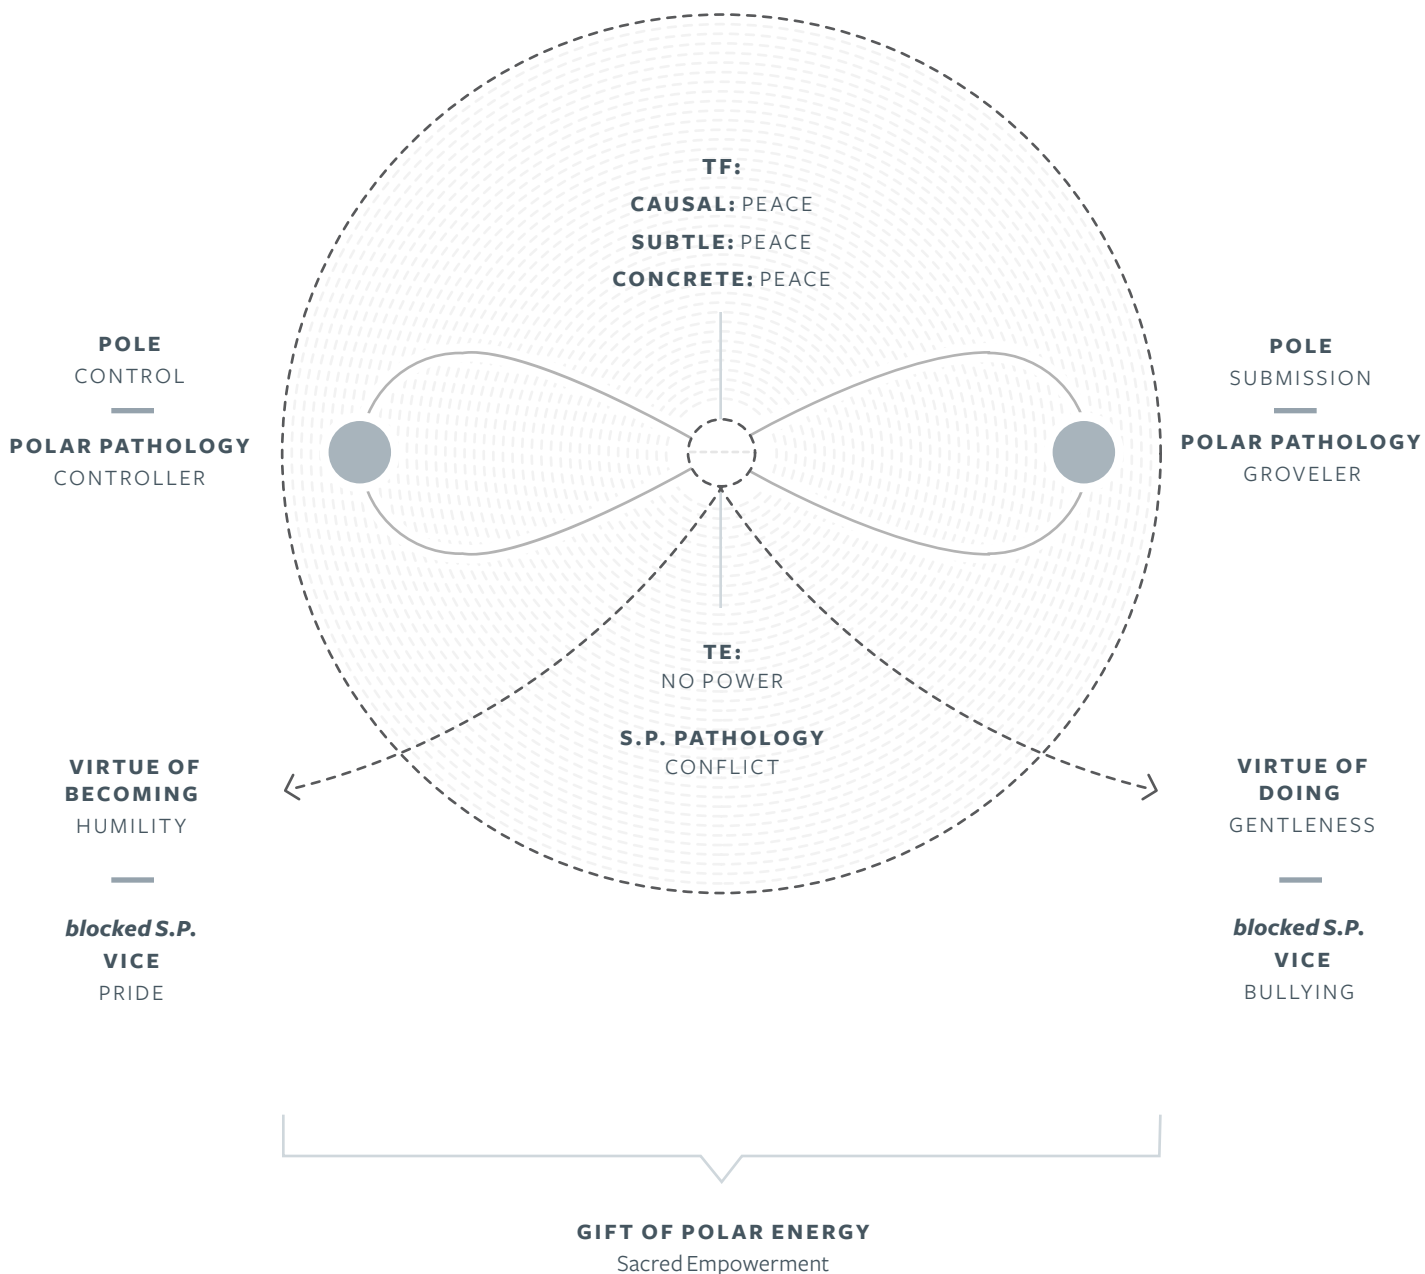 TF:
CAUSAL: PEACE
SUBTLE: PEACE
CONCRETE: PEACE
POLE
CONTROL
POLAR PATHOLOGY
CONTROLLER
POLE
SUBMISSION
POLAR PATHOLOGY
GROVELER
TE:
NO POWER
S.P. PATHOLOGY
CONFLICT
VIRTUE OF
BECOMING
HUMILITY
blocked S.P.
VICE
PRIDE
VIRTUE OF
DOING
GENTLENESS
blocked S.P.
VICE
BULLYING
GIFT OF POLAR ENERGY
Sacred Empowerment